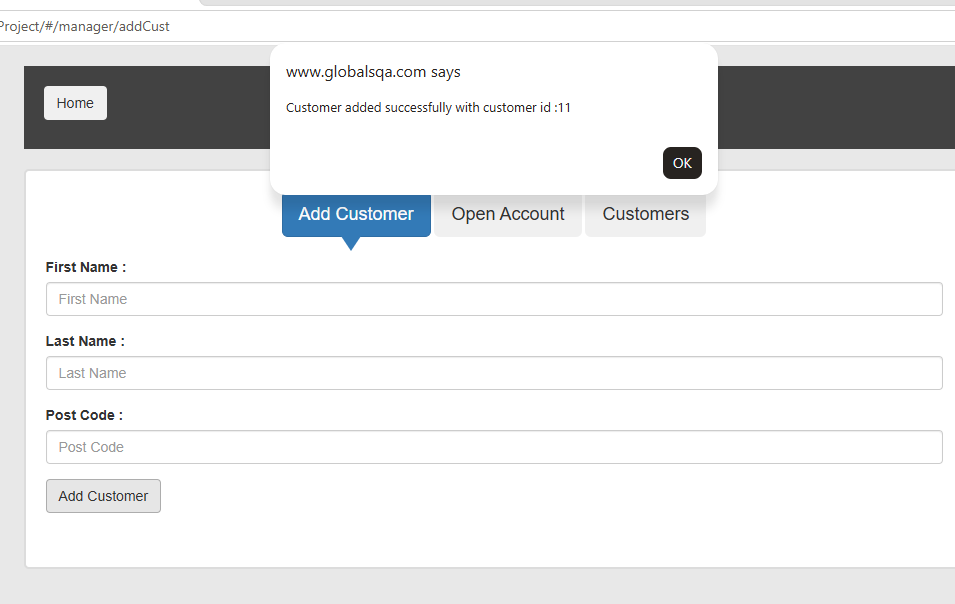 Project/#/manager/addCust
www.globalsqa.com says
Customer added successfully with customer id :11
OK
Home
Add Customer
Open Account
Customers
First Name :
First Name
Last Name :
Last Name
Post Code :
Post Code
Add Customer